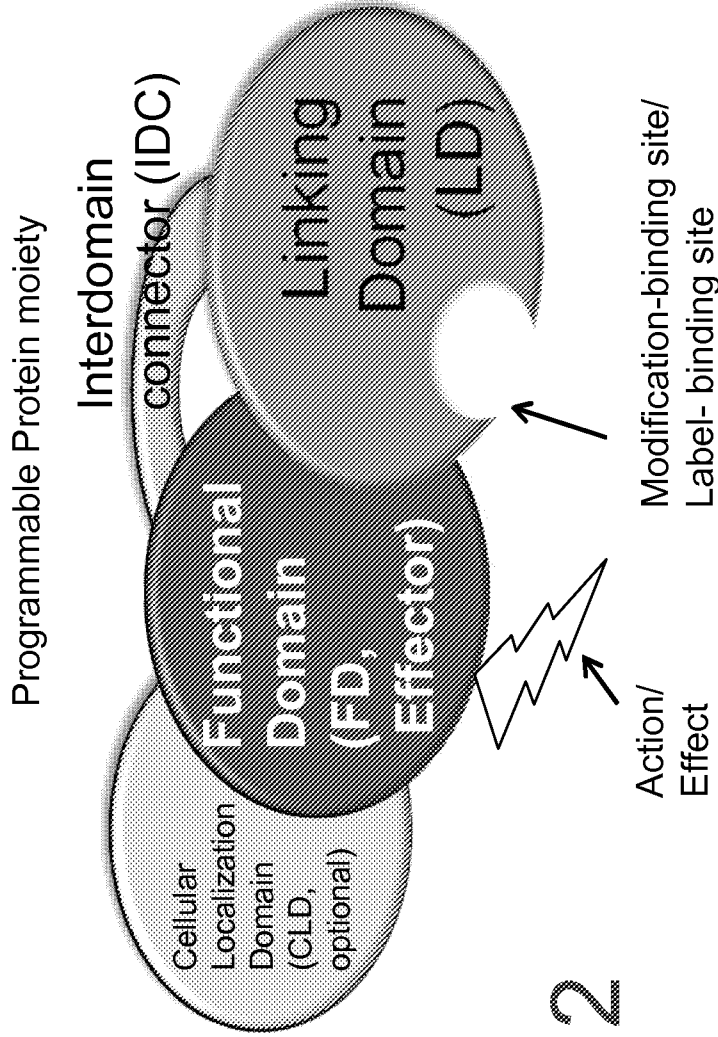 Programmable Protein moiety
Interdomain
connector (IDC)
Cellular
Localization
Domain
(CLD,
optional)
Functional
Domain
(FD,
Effector)
Linking
Domain
(LD)
Action/
Effect
Modification-binding site/
Label- binding site
2